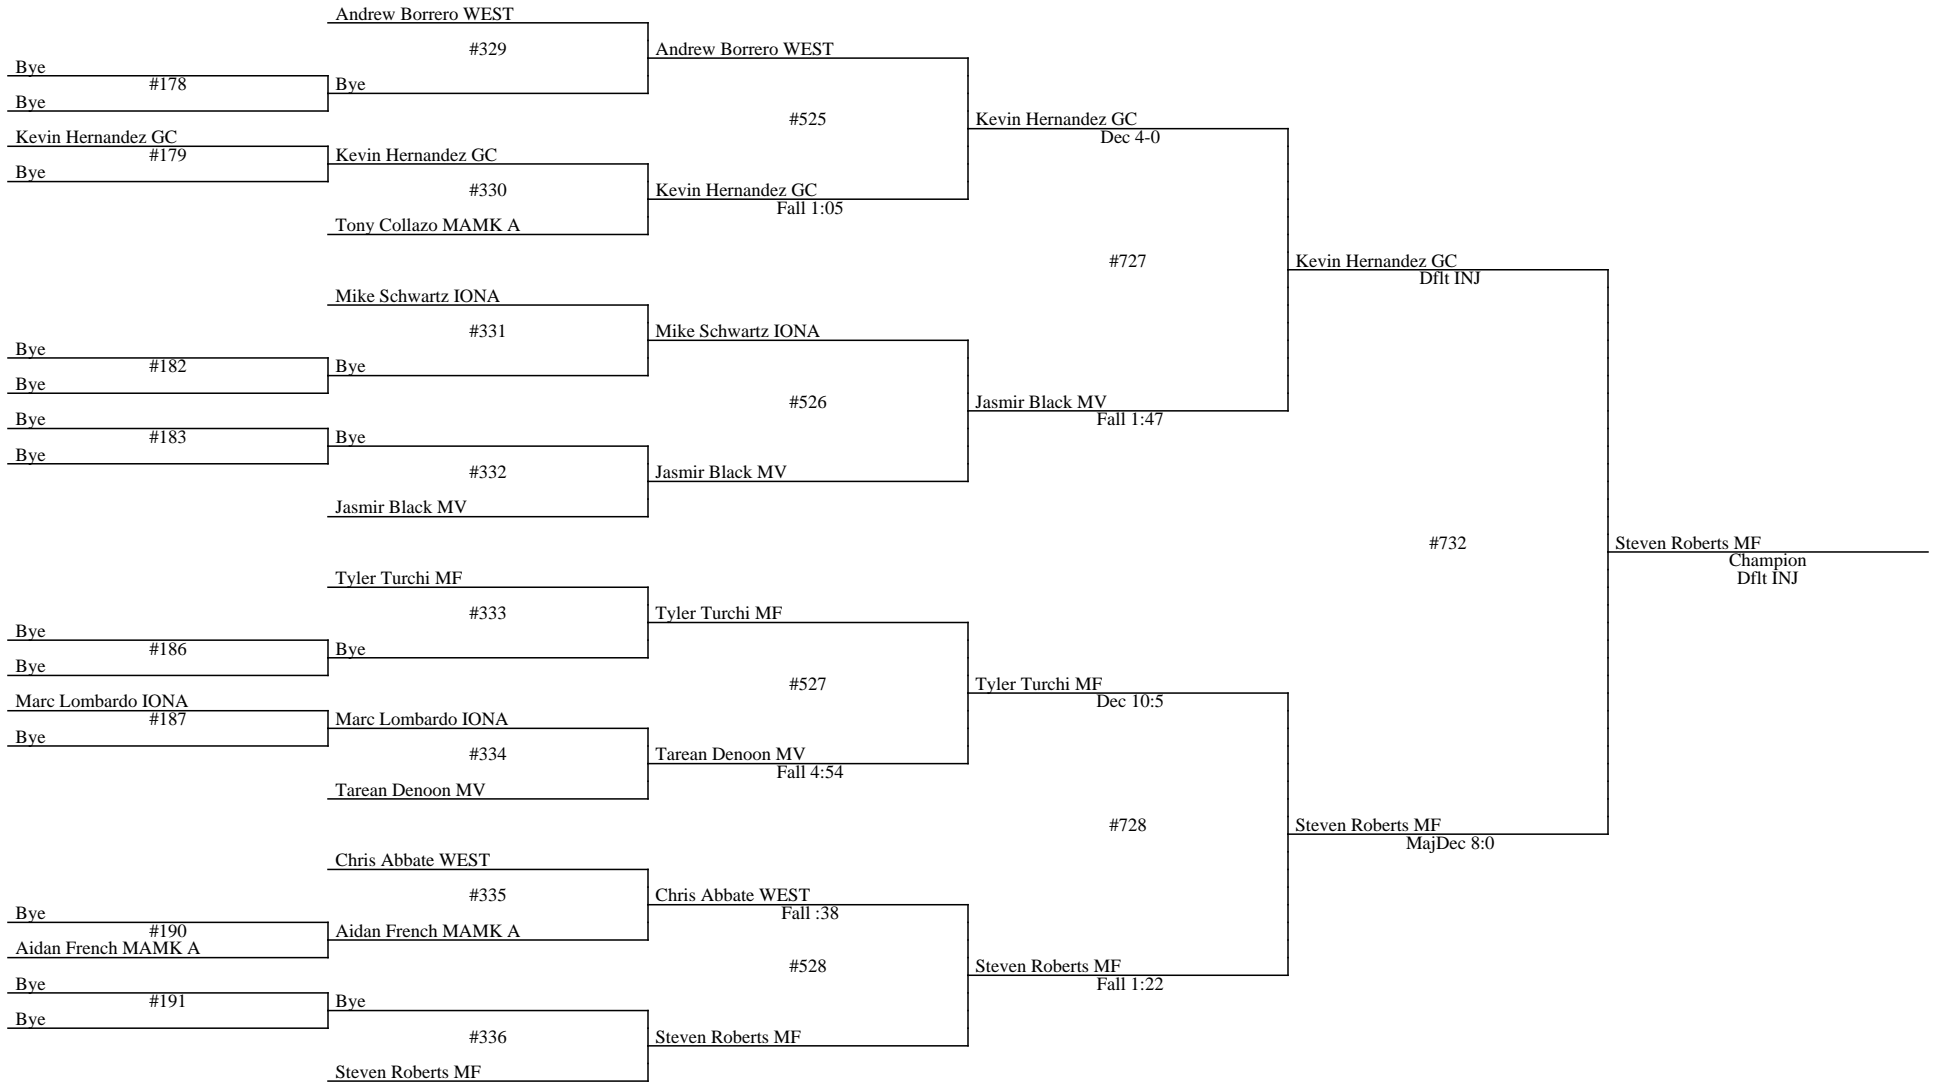 Andrew Borrero WEST
#329
Andrew Borrero WEST
Bye
#178
Bye
Bye
#525
Kevin Hernandez GC
Dec 4-0
Kevin Hernandez GC
#179
Kevin Hernandez GC
Bye
#330
Kevin Hernandez GC
Fall 1:05
Tony Collazo MAMK A
#727
Kevin Hernandez GC
Dflt INJ
Mike Schwartz IONA
#331
Mike Schwartz IONA
Bye
#182
Bye
Bye
#526
Jasmir Black MV
Fall 1:47
Bye
#183
Bye
Bye
#332
Jasmir Black MV
Jasmir Black MV
#732
Steven Roberts MF
Champion
Dflt INJ
Tyler Turchi MF
#333
Tyler Turchi MF
Bye
#186
Bye
Bye
#527
Tyler Turchi MF
Dec 10:5
Marc Lombardo IONA
#187
Marc Lombardo IONA
Bye
#334
Tarean Denoon MV
Fall 4:54
Tarean Denoon MV
#728
Steven Roberts MF
MajDec 8:0
Chris Abbate WEST
#335
Chris Abbate WEST
Fall :38
Bye
#190
Aidan French MAMK A
Aidan French MAMK A
#528
Steven Roberts MF
Fall 1:22
Bye
#191
Bye
Bye
#336
Steven Roberts MF
Steven Roberts MF